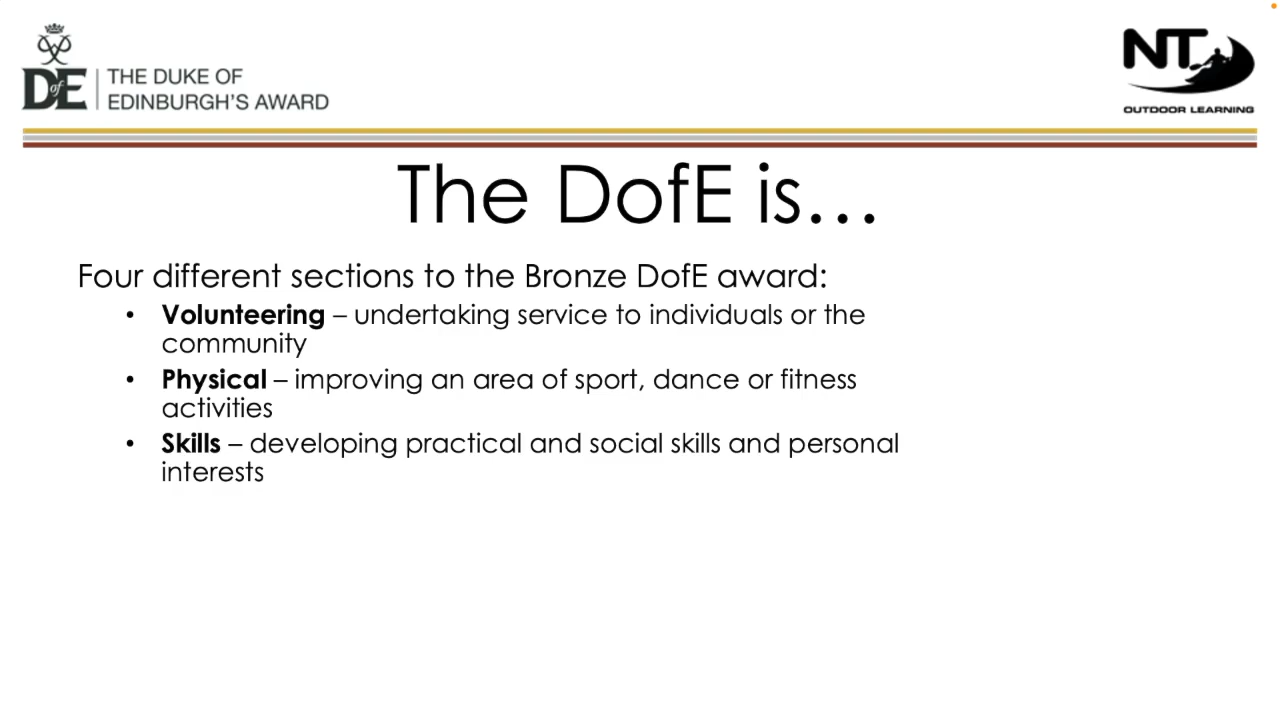 DofE
THE DUKE OF
EDINBURGH'S AWARD
NT
OUTDOOR LEARNING
The DofE is…
Four different sections to the Bronze DofE award:
• Volunteering – undertaking service to individuals or the
community
• Physical – improving an area of sport, dance or fitness
activities
• Skills – developing practical and social skills and personal
interests